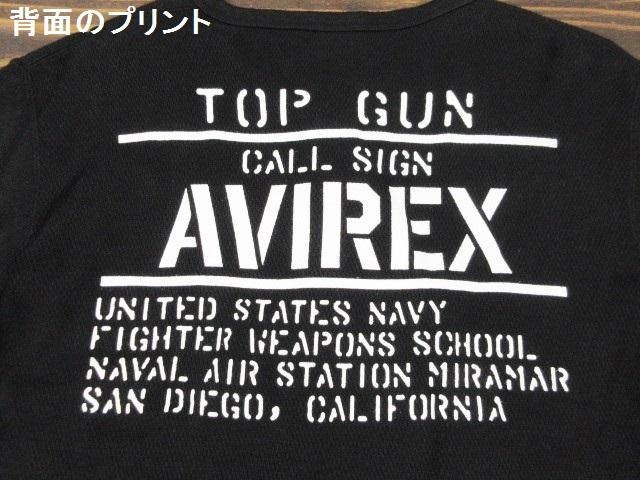 背面のプリント
TOP GUN
CALL SIGN
AVIREX
UNITED STATES NAVY
FIGHTER WEAPONS SCHOOL
NAVAL AIR STATION MIRAMAR
SAN DIEGO, CALIFORNIA